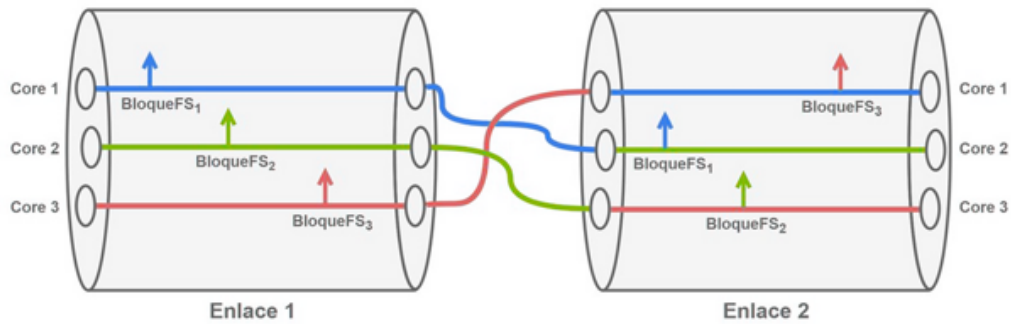 Core 1
BloqueFS1
Core 2
BloqueFS2
Core 3
BloqueFS3
Enlace 1
BloqueFS3
Core 1
BloqueFS1
Core 2
BloqueFS2
Core 3
Enlace 2